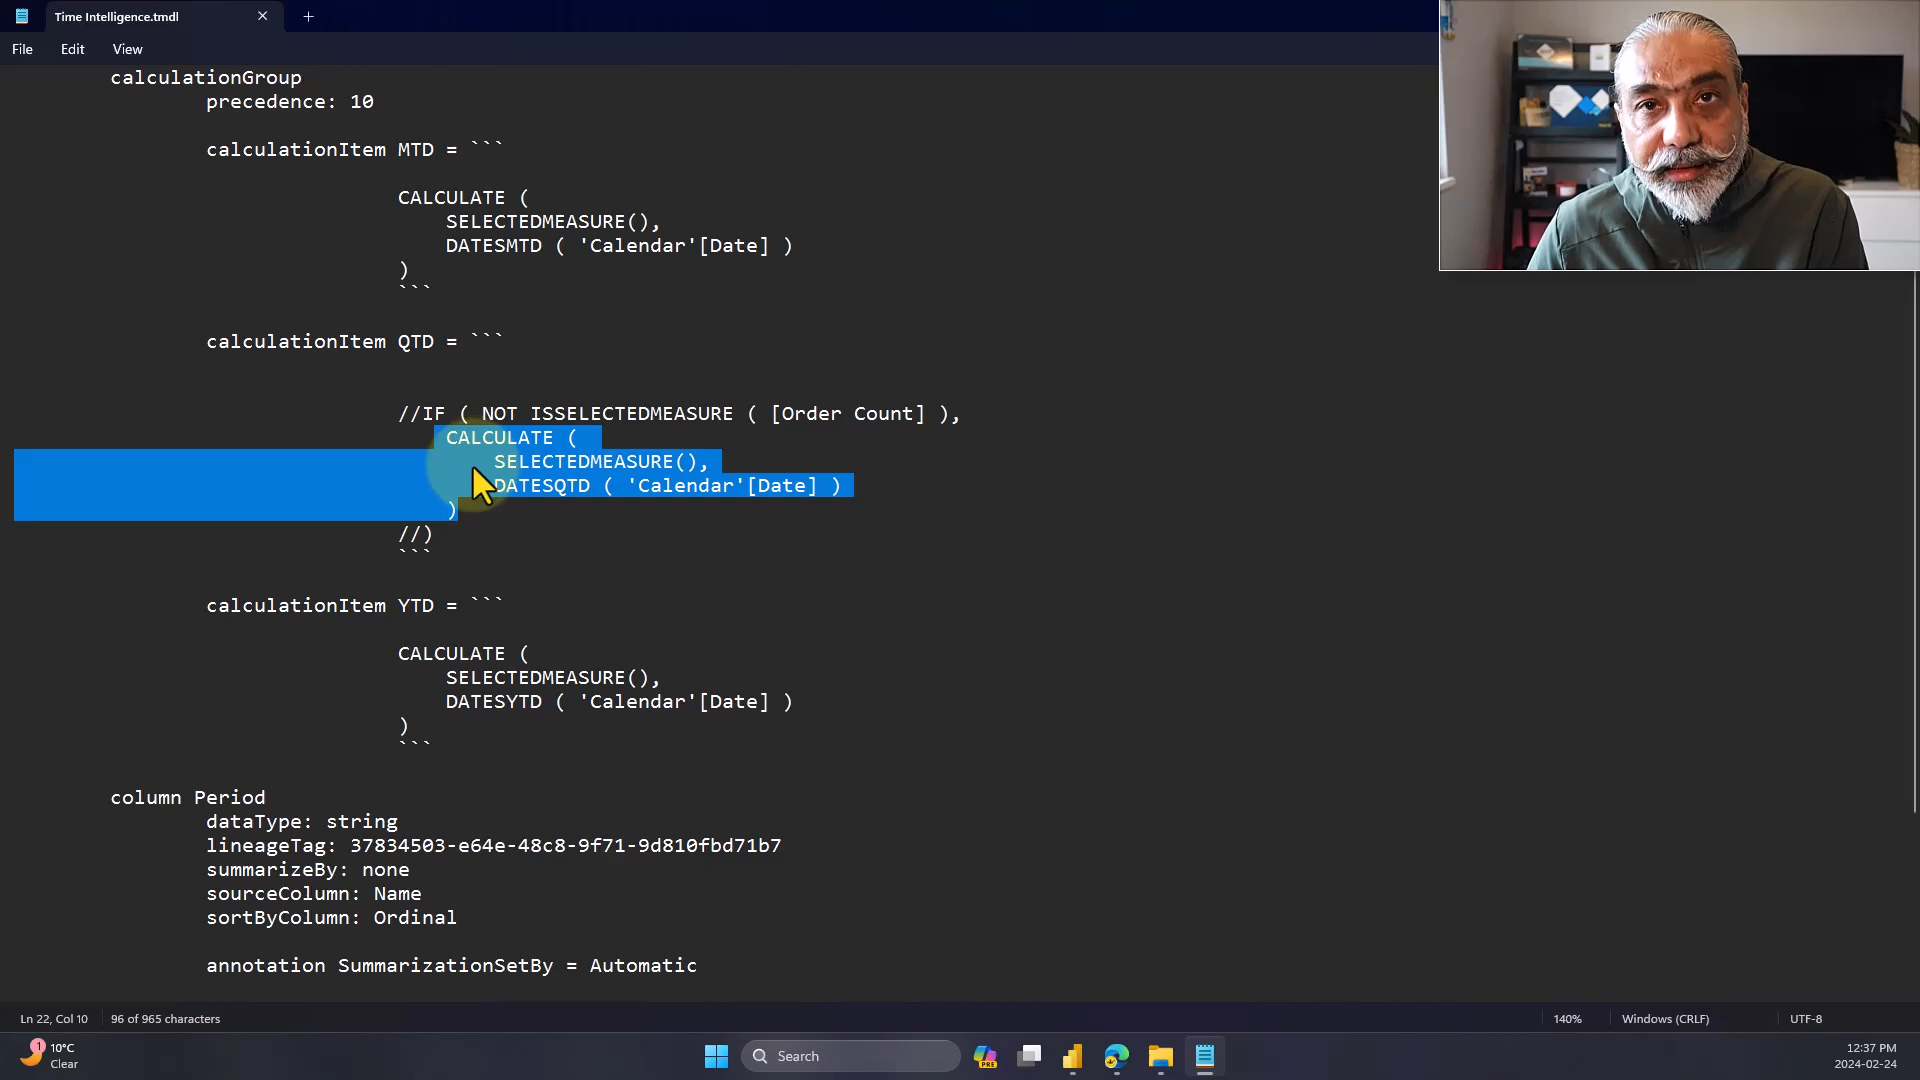 Time Intelligence.tmdl
File Edit View
calculationGroup
precedence: 10
calculationItem MTD = ```
CALCULATE (
SELECTEDMEASURE(),
DATESMTD ( 'Calendar'[Date] )
)
```
calculationItem QTD = ```
//IF ( NOT ISSELECTEDMEASURE ( [Order Count] ),
CALCULATE (
SELECTEDMEASURE(),
DATESQTD ( 'Calendar'[Date] )
)
//)
```
calculationItem YTD = ```
CALCULATE (
SELECTEDMEASURE(),
DATESYTD ( 'Calendar'[Date] )
)
```
column Period
dataType: string
lineageTag: 37834503-e64e-48c8-9f71-9d810fbd71b7
summarizeBy: none
sourceColumn: Name
sortByColumn: Ordinal
annotation SummarizationSetBy = Automatic
Ln 22, Col 10 96 of 965 characters 140% Windows (CRLF) UTF-8
1 10°C
Clear
Search
PRE
12:37 PM
2024-02-24